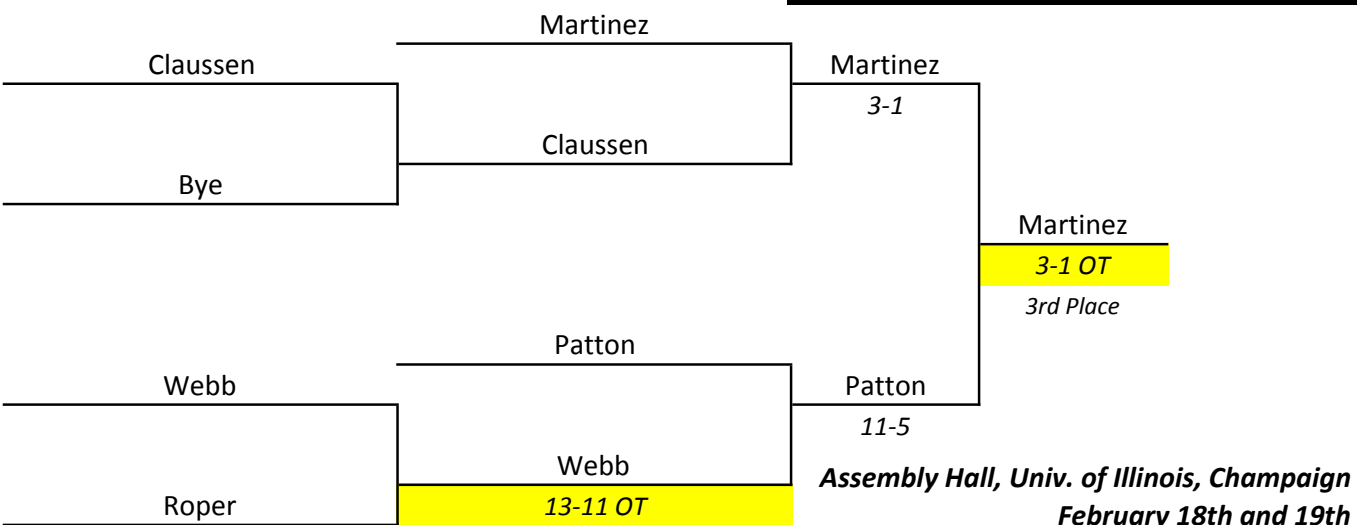 Martinez
Claussen
Martinez
3-1
Claussen
Bye
Martinez
3-1 OT
3rd Place
Patton
Webb
Patton
11-5
Webb
Assembly Hall, Univ. of Illinois, Champaign
Roper
13-11 OT
February 18th and 19th